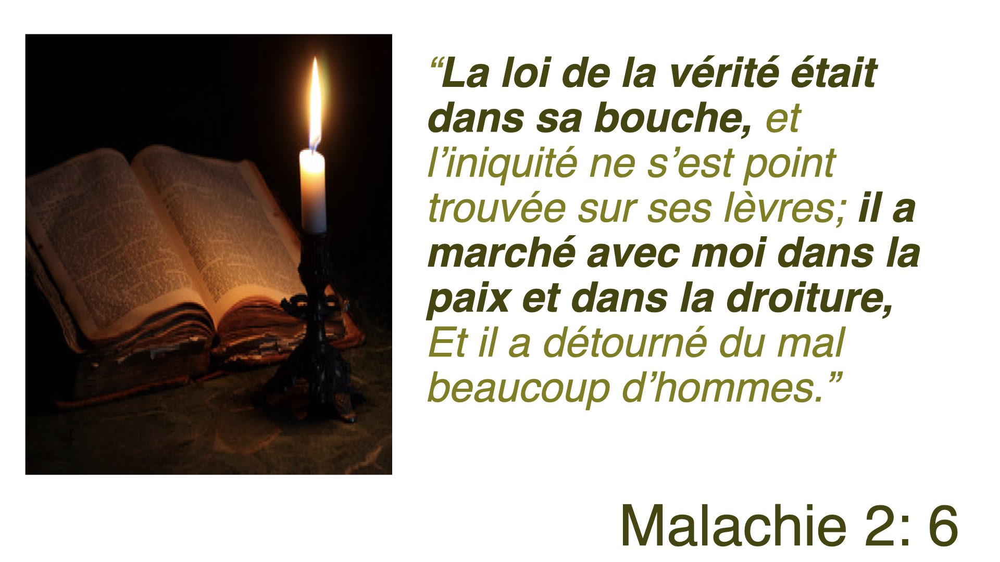 “La loi de la vérité était
dans sa bouche, et
l’iniquité ne s’est point
trouvée sur ses lèvres; il a
marché avec moi dans la
paix et dans la droiture,
Et il a détourné du mal
beaucoup d’hommes.”
Malachie 2: 6